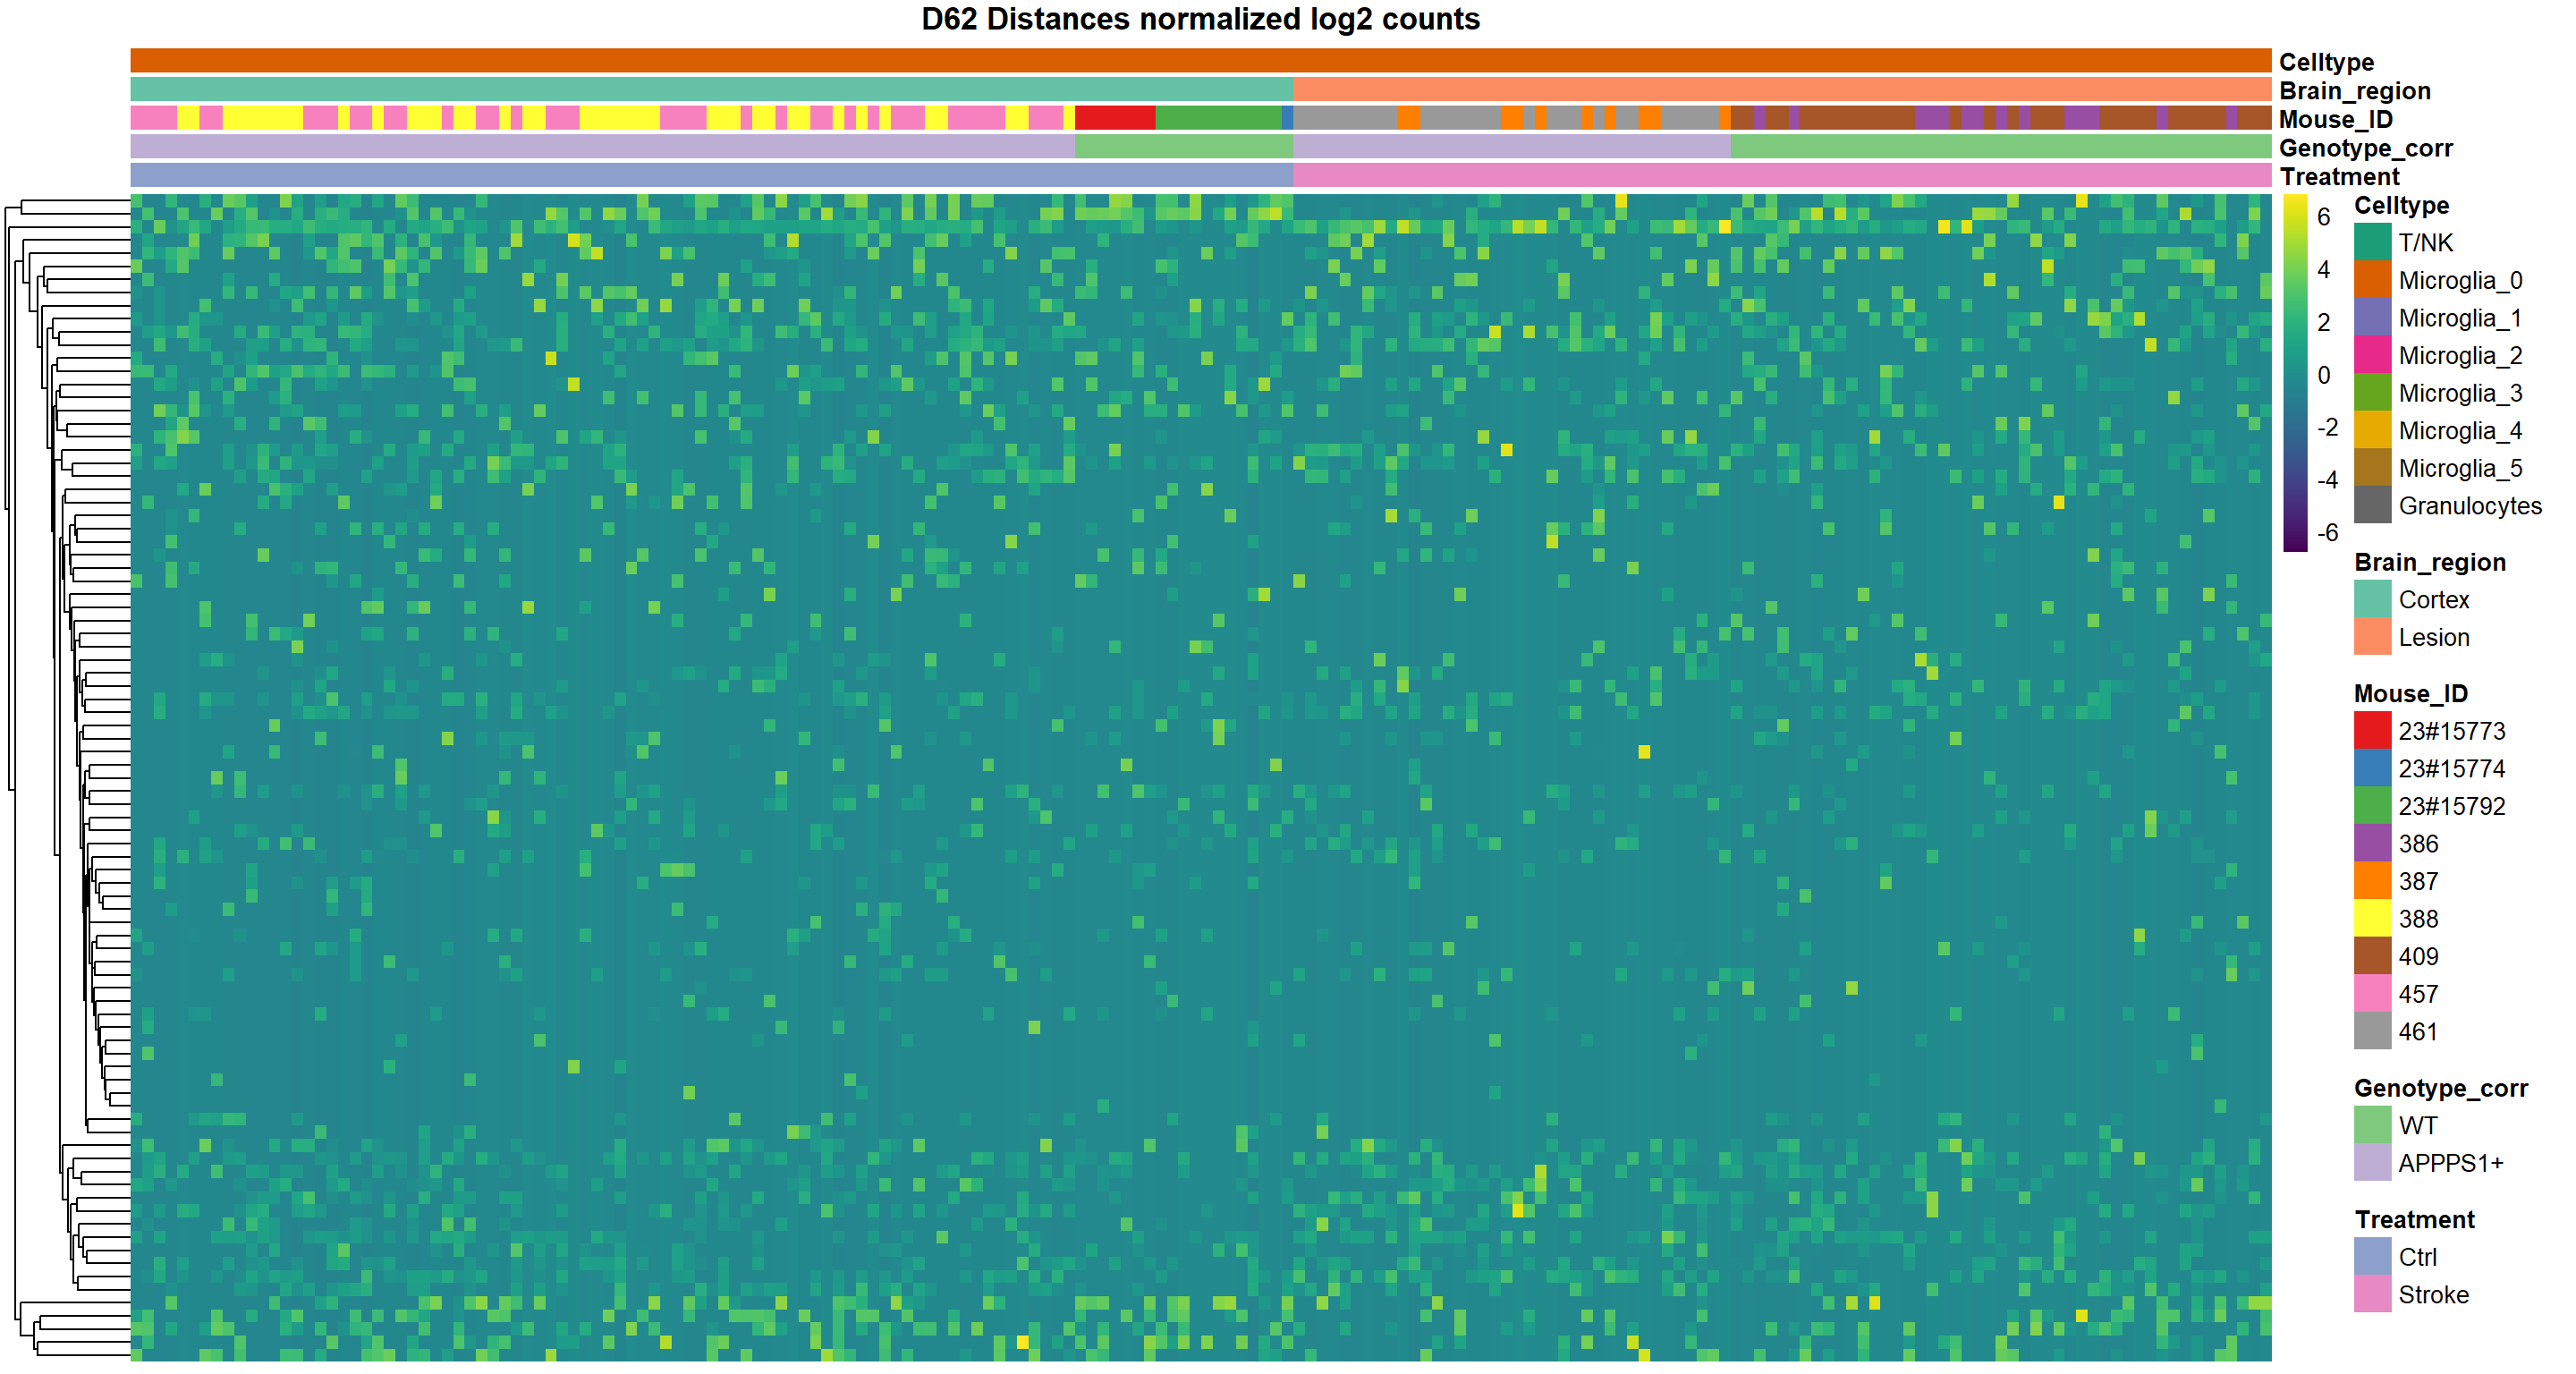 D62 Distances normalized log2 counts
Celltype
Brain_region
Mouse_ID
Genotype_corr
Treatment
6
4
2
0
-2
-4
-6
Celltype
T/NK
Microglia_0
Microglia_1
Microglia_2
Microglia_3
Microglia_4
Microglia_5
Granulocytes
Brain_region
Cortex
Lesion
Mouse_ID
23#15773
23#15774
23#15792
386
387
388
409
457
461
Genotype_corr
WT
APPPS1+
Treatment
Ctrl
Stroke